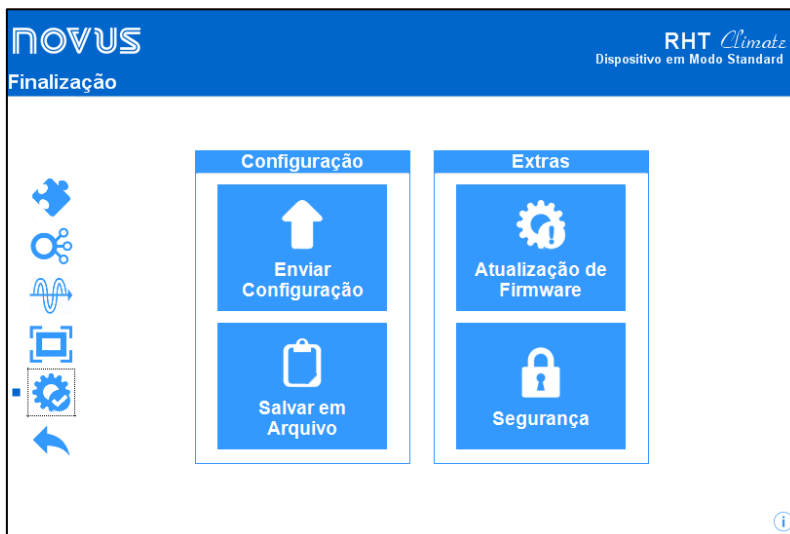 NOVUS
RHT Climate
Dispositivo em Modo Standard
Finalização
Configuração
Enviar
Configuração
Salvar em
Arquivo
Extras
Atualização de
Firmware
Segurança
i